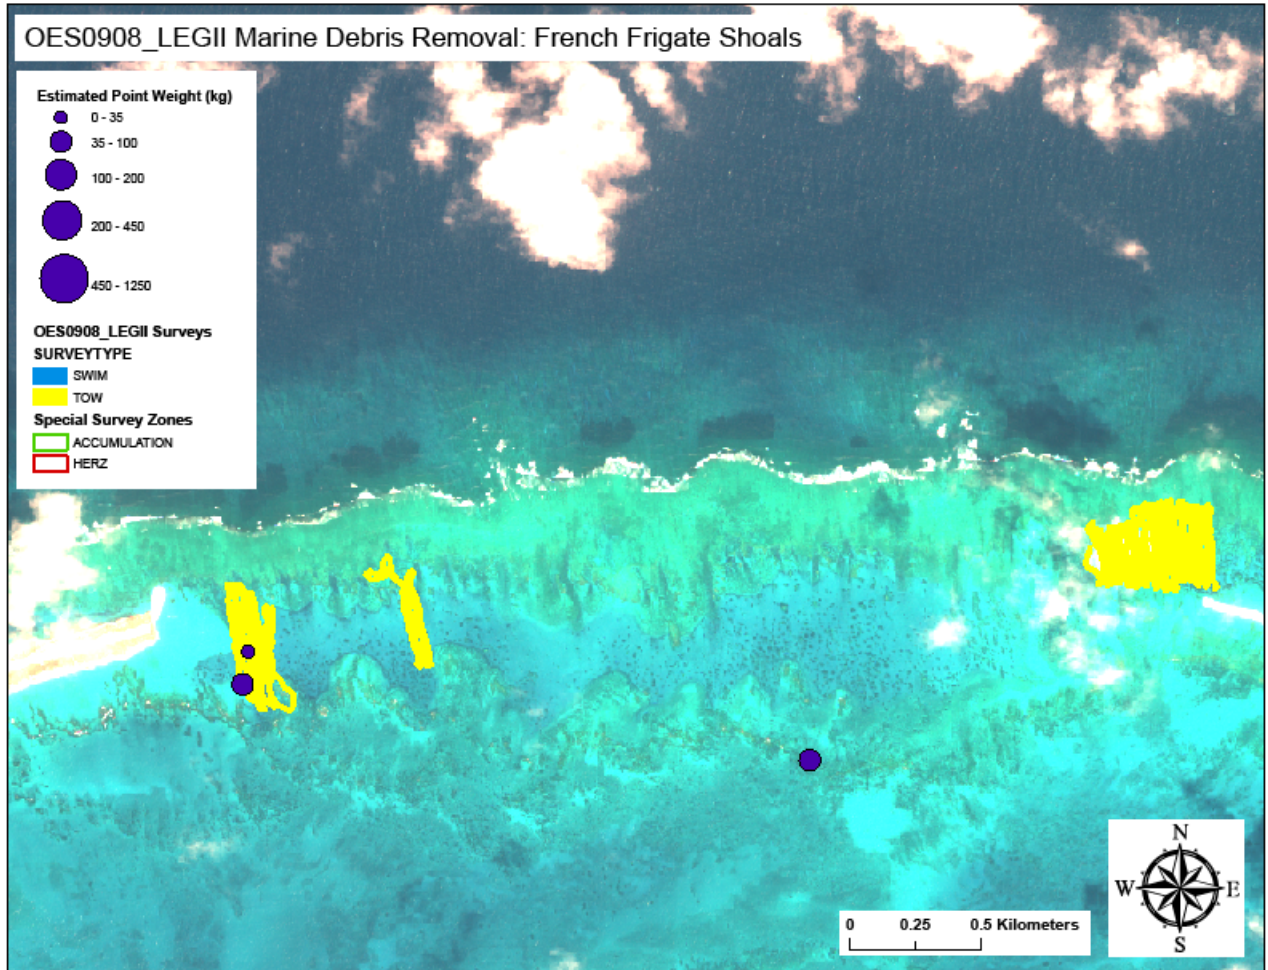 OES0908_LEGII Marine Debris Removal: French Frigate Shoals
Estimated Point Weight (kg)
0 - 35
35 - 100
100 - 200
200 - 450
450 - 1250
OES0908_LEGII Surveys
SURVEYTYPE
SWIM
TOW
Special Survey Zones
ACCUMULATION
HERZ
N
W E
S
0 0.25 0.5 Kilometers